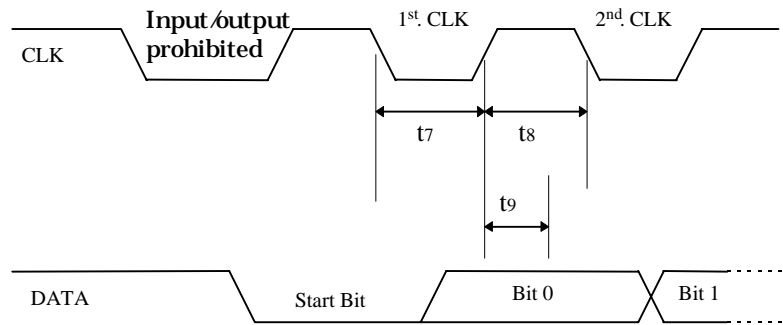 Input/output
prohibited
1st. CLK
2nd. CLK
CLK
t7
t8
t9
DATA
Start Bit
Bit 0
Bit 1